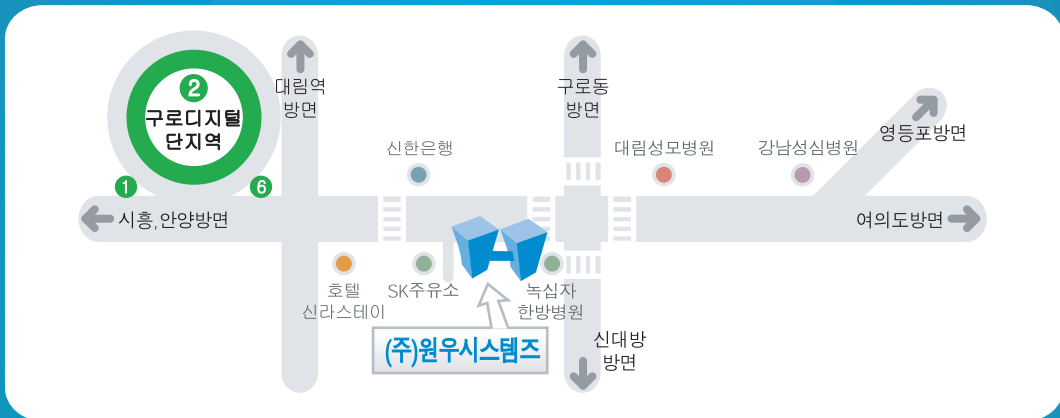 2
구로디지털
단지역
1
6
대림역
방면
구로동
방면
영등포방면
신한은행
대림성모병원
강남성심병원
시흥,안양방면
여의도방면
호텔
신라스테이
SK주유소
녹십자
한방병원
(주)원우시스템즈
신대방
방면